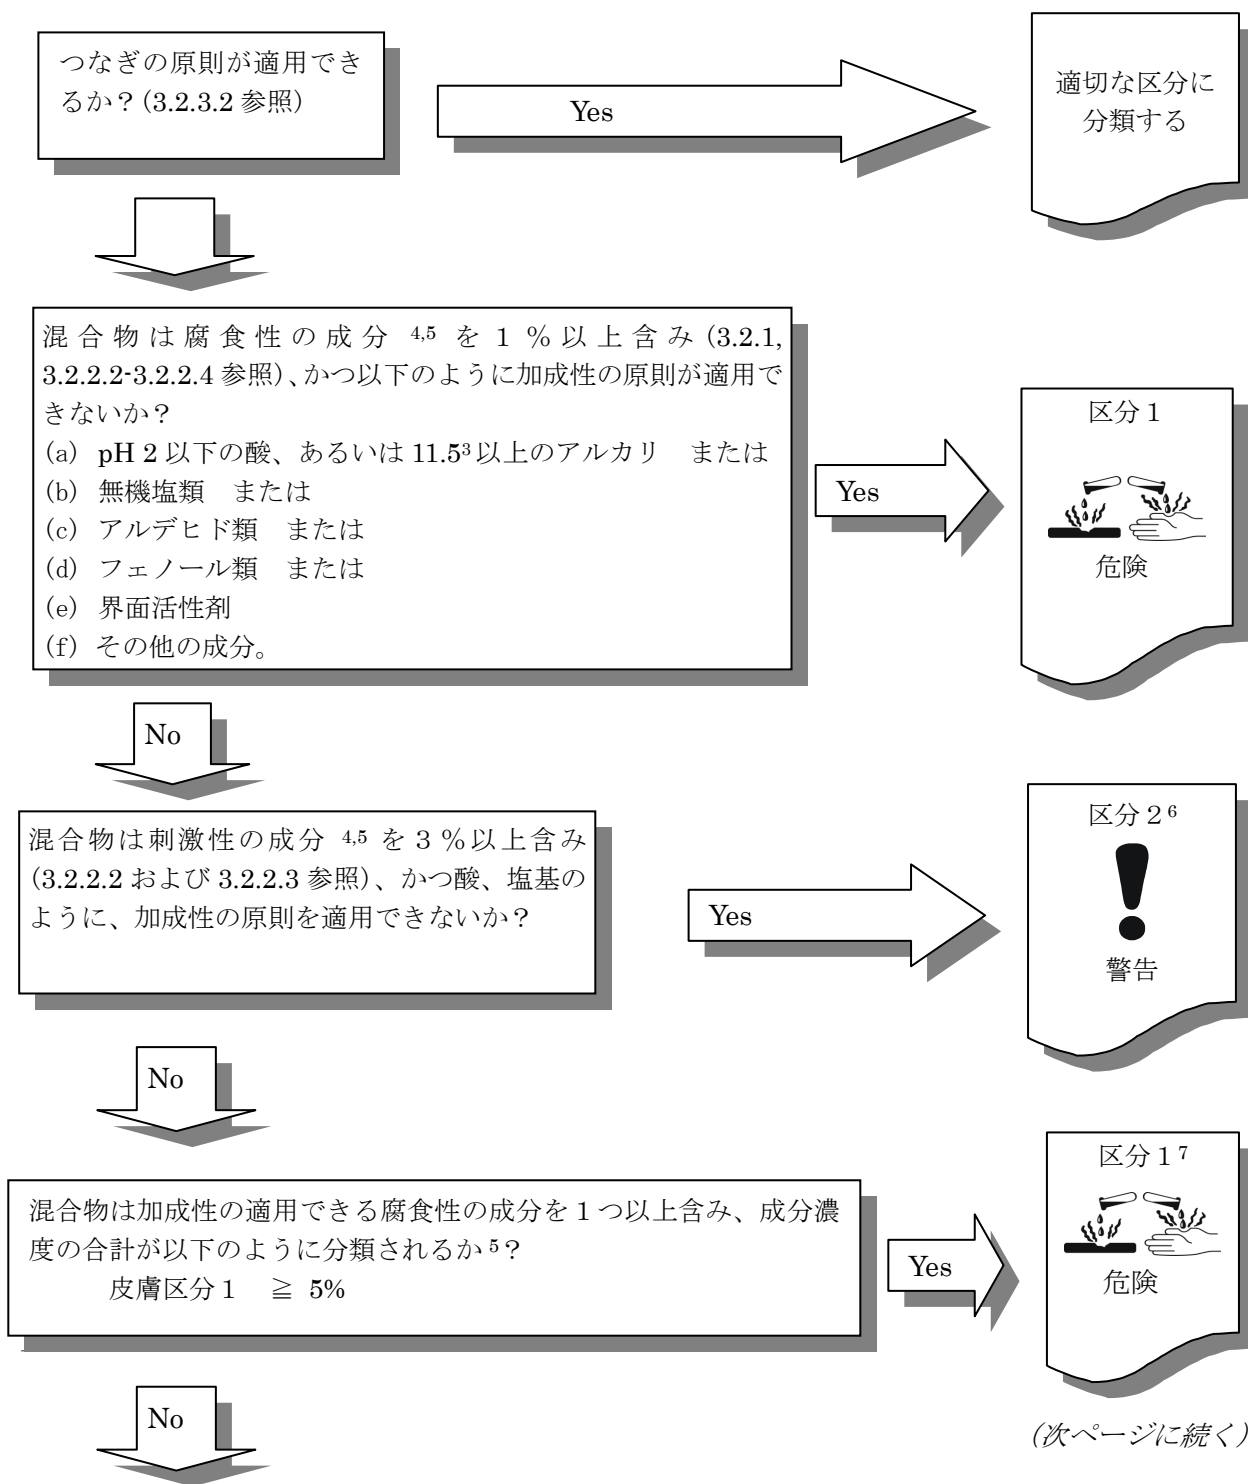 つなぎの原則が適用でき
るか？(3.2.3.2 参照)
Yes
適切な区分に
分類する
混合物は腐食性の成分 4,5 を１％以上含み (3.2.1,
3.2.2.2-3.2.2.4 参照)、かつ以下のように加成性の原則が適用で
きないか？
(a) pH 2 以下の酸、あるいは 11.5³以上のアルカリ　または
(b) 無機塩類　または
(c) アルデヒド類　または
(d) フェノール類　または
(e) 界面活性剤
(f) その他の成分。
Yes
区分１
危険
No
混合物は刺激性の成分 4,5 を３％以上含み
(3.2.2.2 および 3.2.2.3 参照)、かつ酸、塩基の
ように、加成性の原則を適用できないか？
Yes
区分２⁶
警告
No
混合物は加成性の適用できる腐食性の成分を１つ以上含み、成分濃
度の合計が以下のように分類されるか ⁵？
皮膚区分１　≧ 5%
Yes
区分１⁷
危険
No
(次ページに続く)